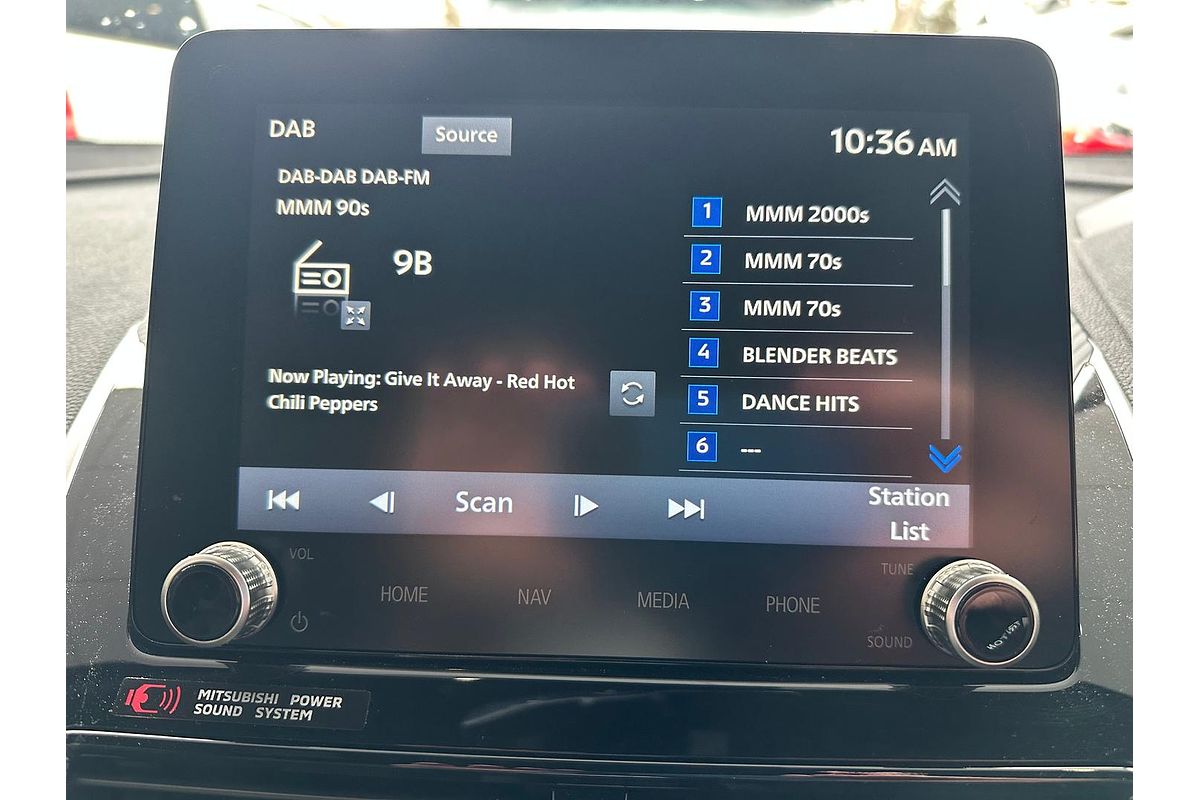 DAB
Source
10:36 AM
DAB-DAB DAB-FM
MMM 90s
9B
1 MMM 2000s
2 MMM 70s
3 MMM 70s
4 BLENDER BEATS
5 DANCE HITS
6 ---
Now Playing: Give It Away - Red Hot
Chili Peppers
Scan
Station
List
VOL
TUNE
HOME
NAV
MEDIA
PHONE
SOUND
MITSUBISHI POWER
SOUND SYSTEM